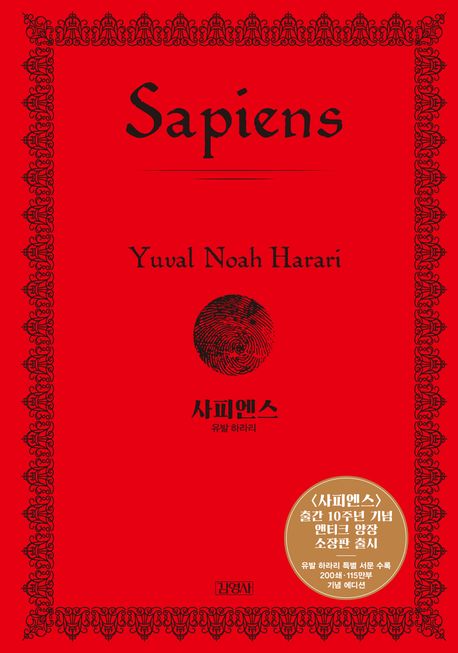 Sapiens
Yuval Noah Harari
사피엔스
유발 하라리
〈사피엔스〉
출간 10주년 기념
앤티크 양장
소장판 출시
유발 하라리 특별 서문 수록
200쇄·115만부
기념 에디션
김영사